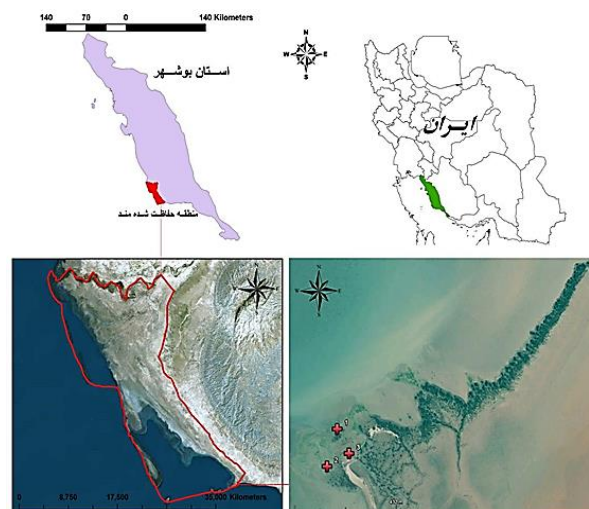 140 70 0 140 Kilometers
استان بوشهر
منطقه حفاظت شده مند
N
W E
S
ایران
0 8,750 17,500 35,000 Kilometers
1
3
2